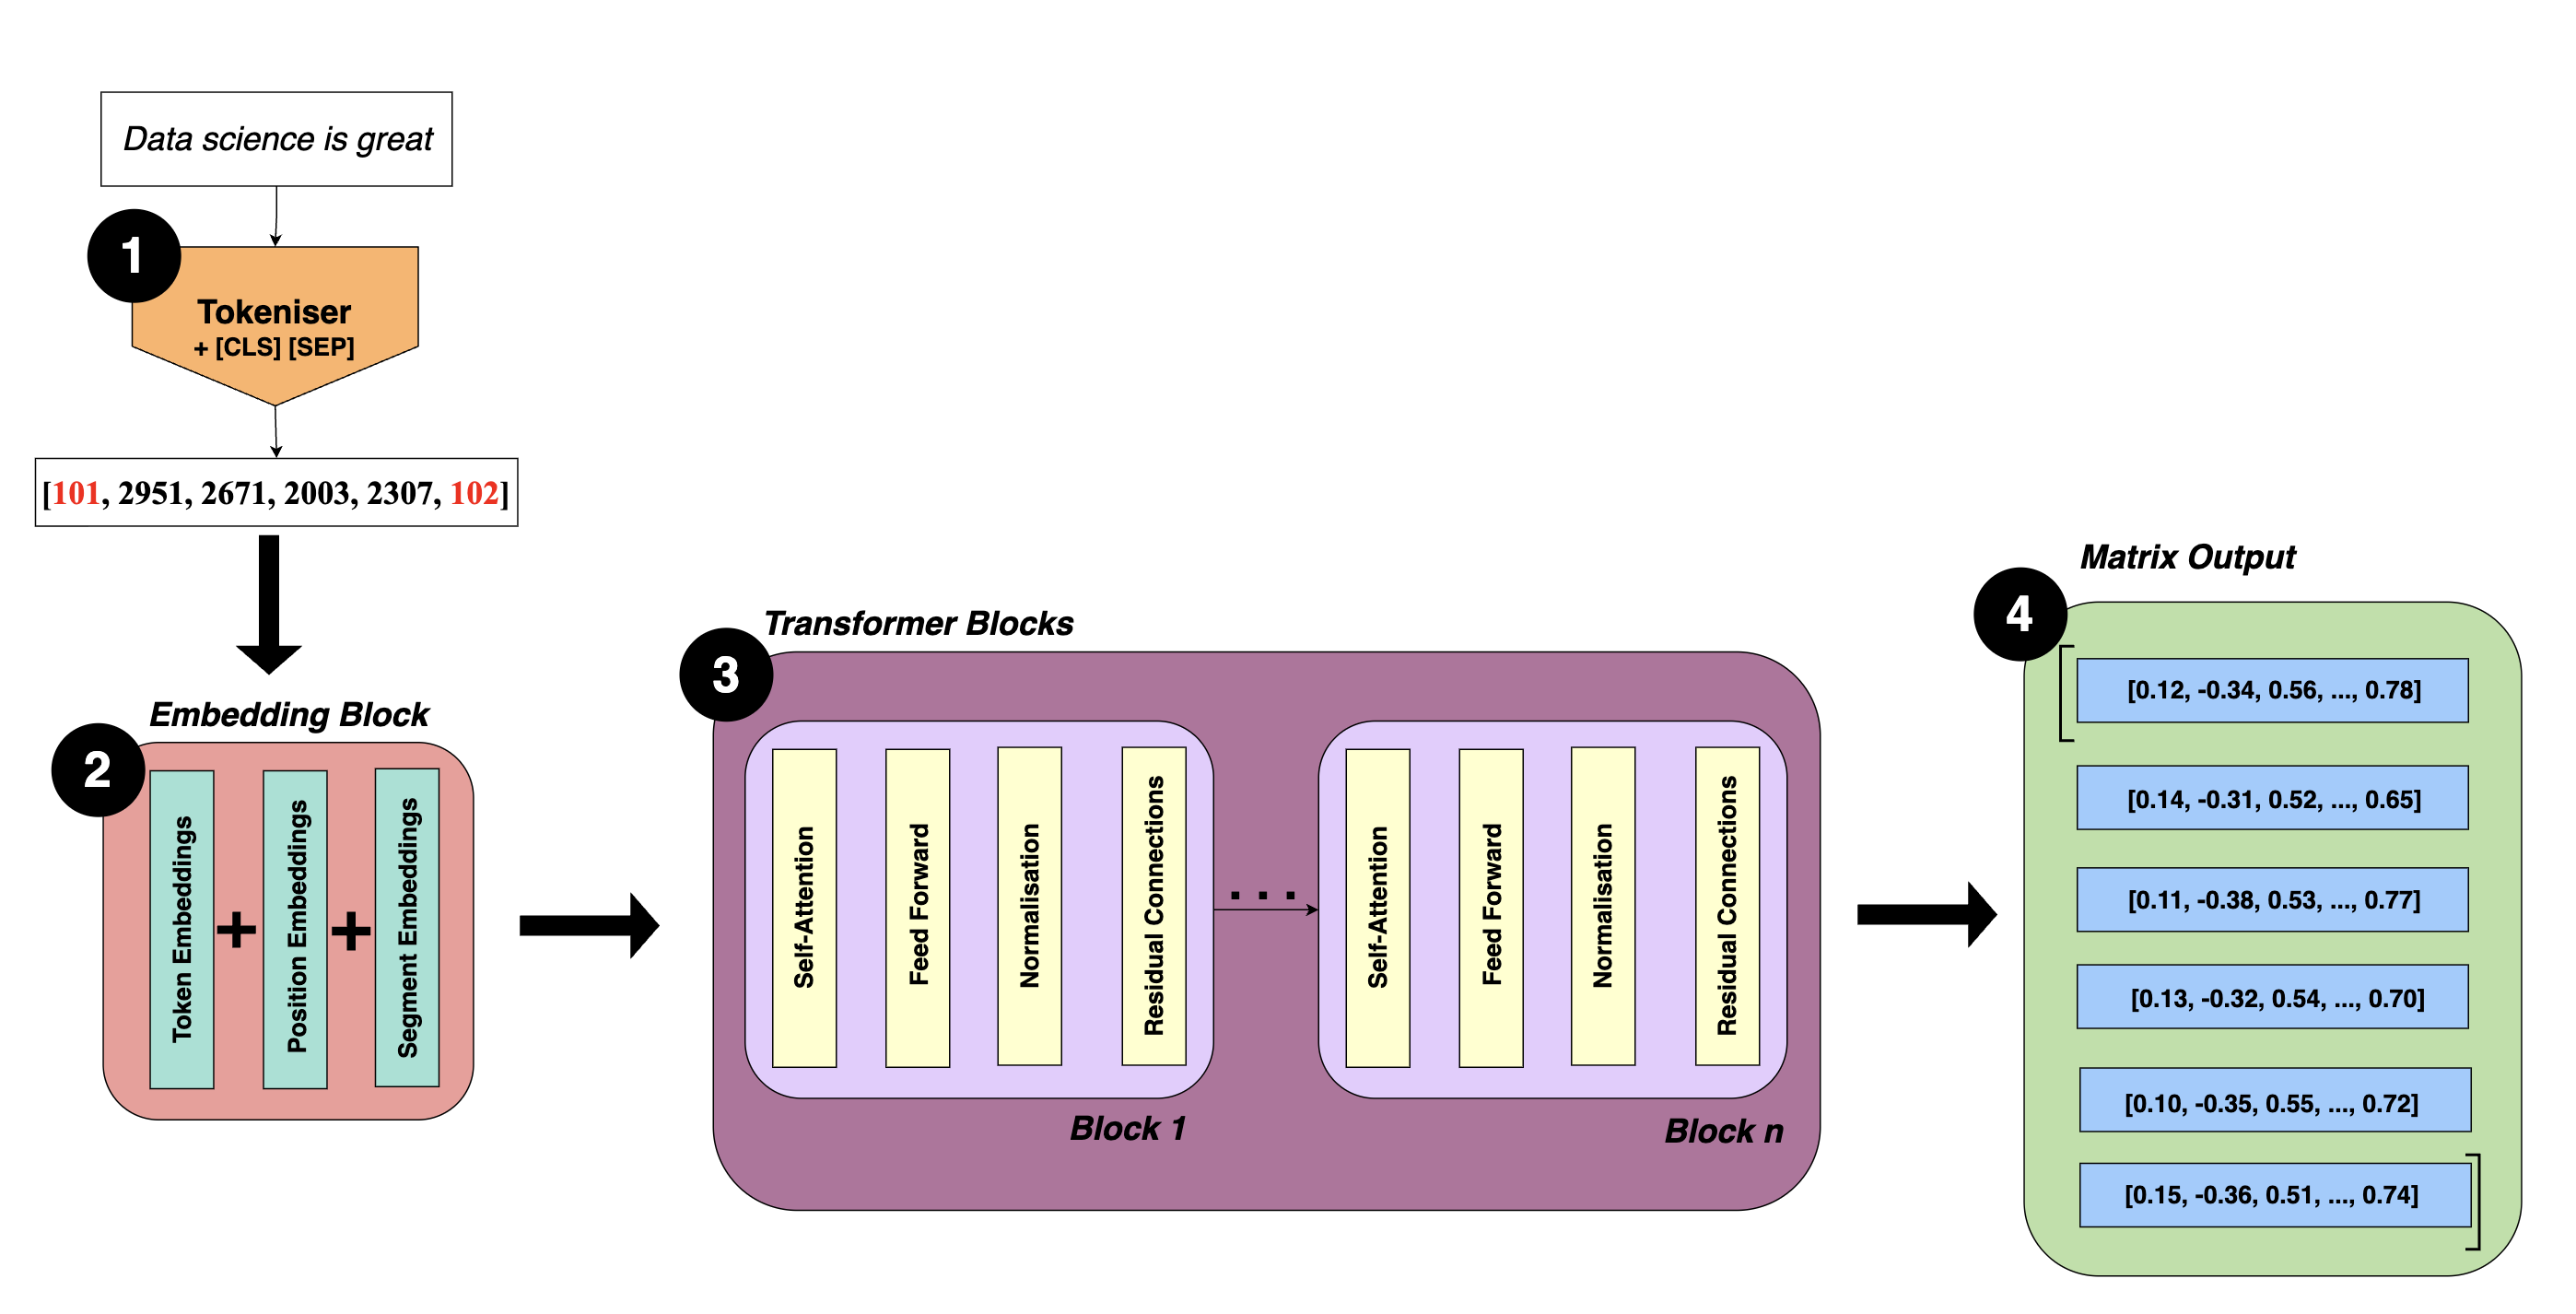 Data science is great
1
Tokeniser
+ [CLS] [SEP]
[101, 2951, 2671, 2003, 2307, 102]
Embedding Block
2
Token Embeddings
+
Position Embeddings
+
Segment Embeddings
Transformer Blocks
3
Self-Attention
Feed Forward
Normalisation
Residual Connections
Block 1
...
Self-Attention
Feed Forward
Normalisation
Residual Connections
Block n
Matrix Output
4
[0.12, -0.34, 0.56, ..., 0.78]
[0.14, -0.31, 0.52, ..., 0.65]
[0.11, -0.38, 0.53, ..., 0.77]
[0.13, -0.32, 0.54, ..., 0.70]
[0.10, -0.35, 0.55, ..., 0.72]
[0.15, -0.36, 0.51, ..., 0.74]